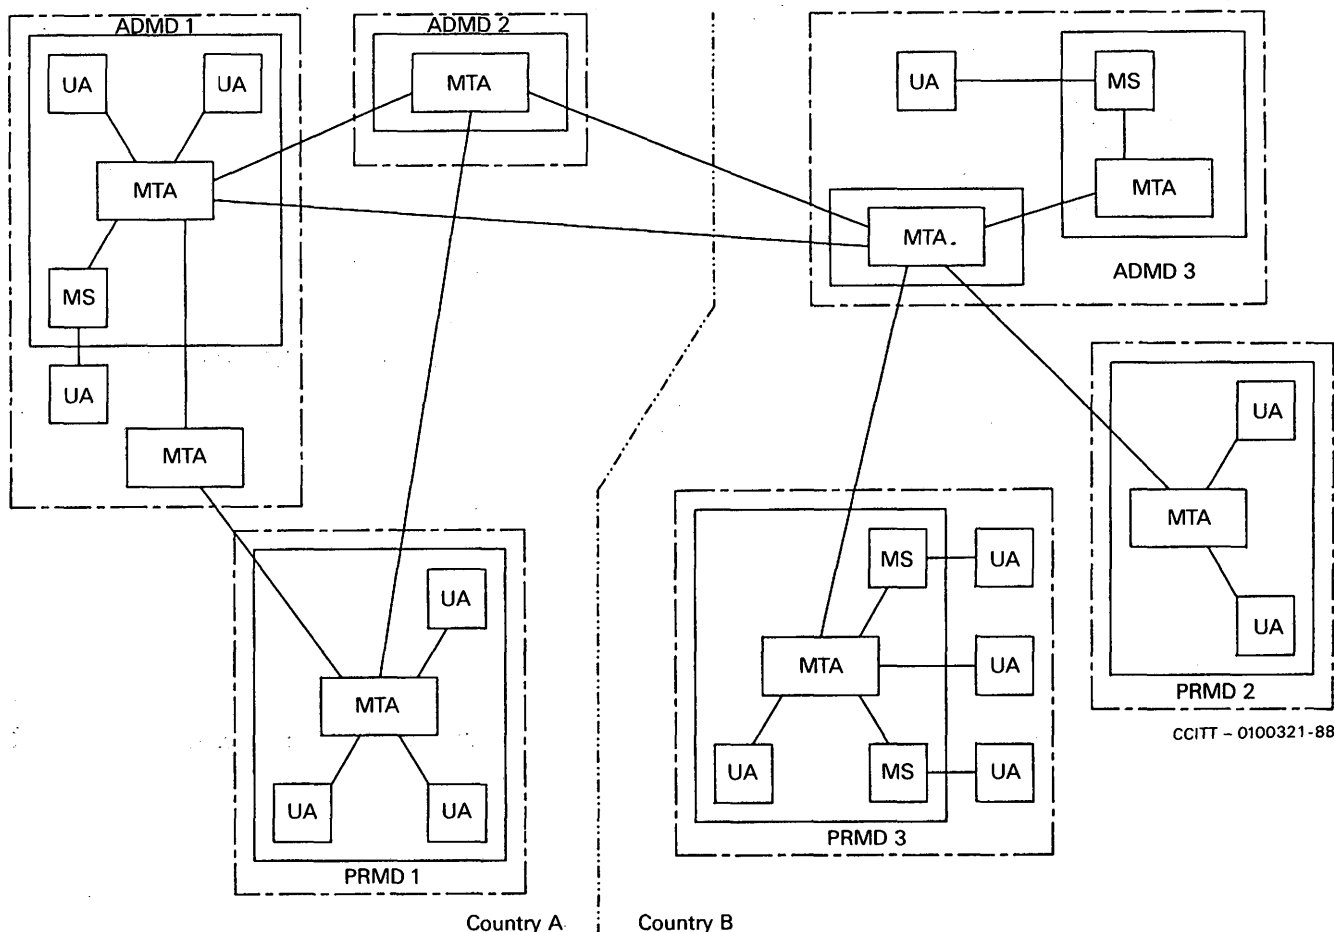 ADMD 1
UA
UA
MTA
MS
UA
MTA
ADMD 2
MTA
UA
MS
MTA
MTA.
ADMD 3
UA
MTA
UA
PRMD 2
CCITT – 0100321-88
UA
MTA
UA
UA
PRMD 1
MS
UA
MTA
UA
UA
MS
UA
PRMD 3
Country A
Country B